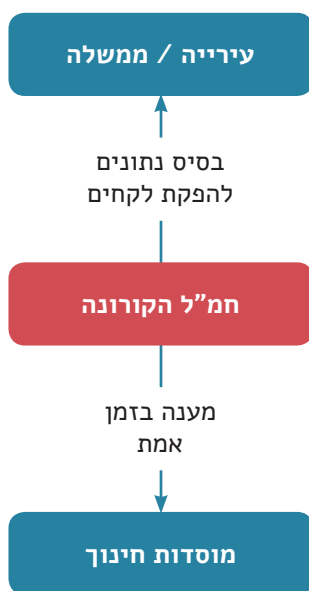 עירייה / ממשלה
בסיס נתונים
להפקת לקחים
חמ״ל הקורונה
מענה בזמן
אמת
מוסדות חינוך